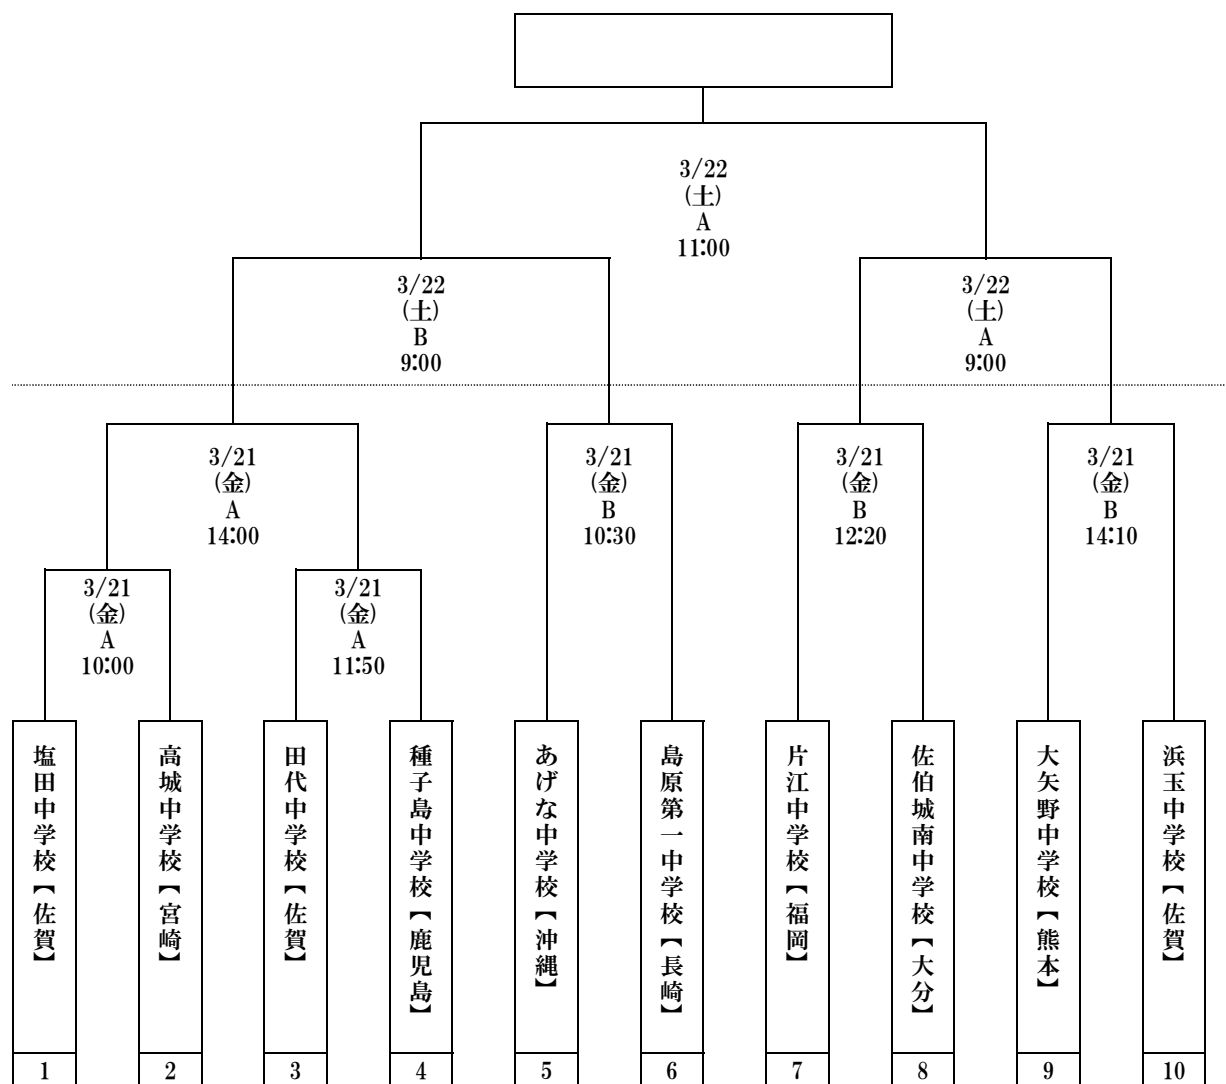 3/22
(土)
A
11:00
3/22
(土)
B
9:00
3/22
(土)
A
9:00
3/21
(金)
A
14:00
3/21
(金)
B
10:30
3/21
(金)
B
12:20
3/21
(金)
B
14:10
3/21
(金)
A
10:00
3/21
(金)
A
11:50
塩田中学校【佐賀】
高城中学校【宮崎】
田代中学校【佐賀】
種子島中学校【鹿児島】
あげな中学校【沖縄】
島原第一中学校【長崎】
片江中学校【福岡】
佐伯城南中学校【大分】
大矢野中学校【熊本】
浜玉中学校【佐賀】
1
2
3
4
5
6
7
8
9
10